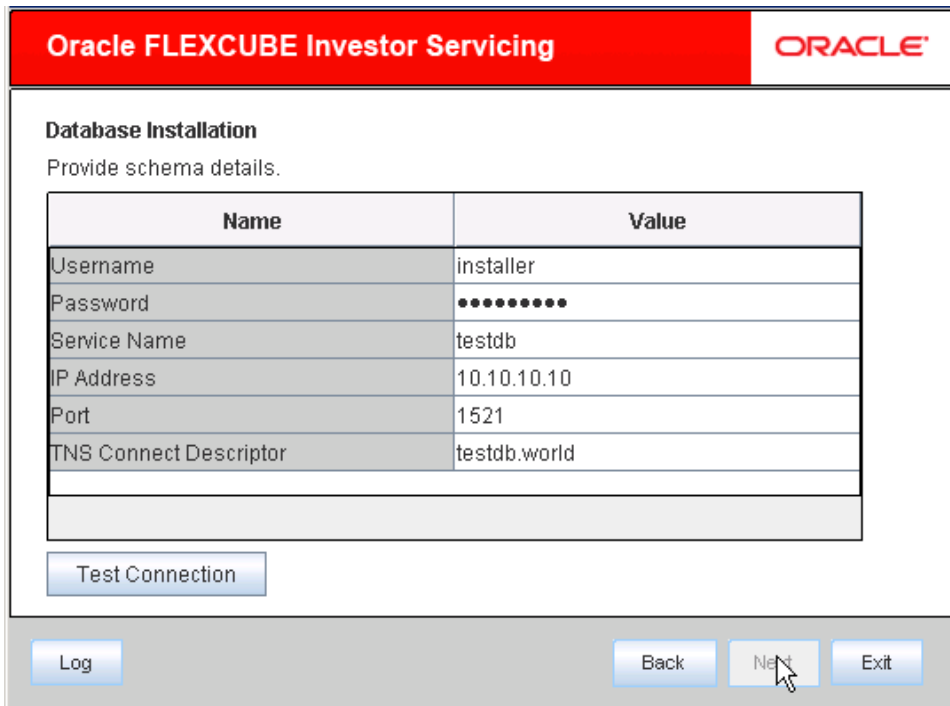 Oracle FLEXCUBE Investor Servicing
ORACLE
Database Installation
Provide schema details.
Name Value
Username installer
Password •••••••••
Service Name testdb
IP Address 10.10.10.10
Port 1521
TNS Connect Descriptor testdb.world
Test Connection
Log Back Next Exit